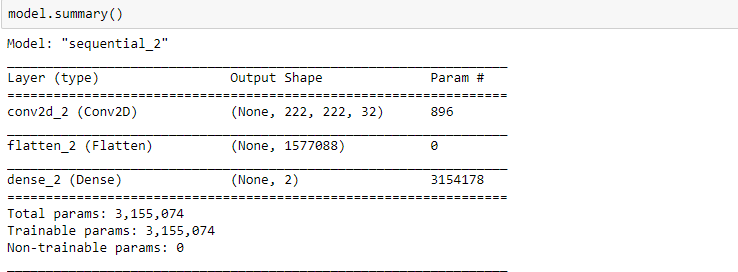 model.summary()
Model: "sequential_2"
_________________________________________________________________
Layer (type)                 Output Shape              Param #
=================================================================
conv2d_2 (Conv2D)            (None, 222, 222, 32)      896
_________________________________________________________________
flatten_2 (Flatten)          (None, 1577088)           0
_________________________________________________________________
dense_2 (Dense)              (None, 2)                 3154178
=================================================================
Total params: 3,155,074
Trainable params: 3,155,074
Non-trainable params: 0
_________________________________________________________________